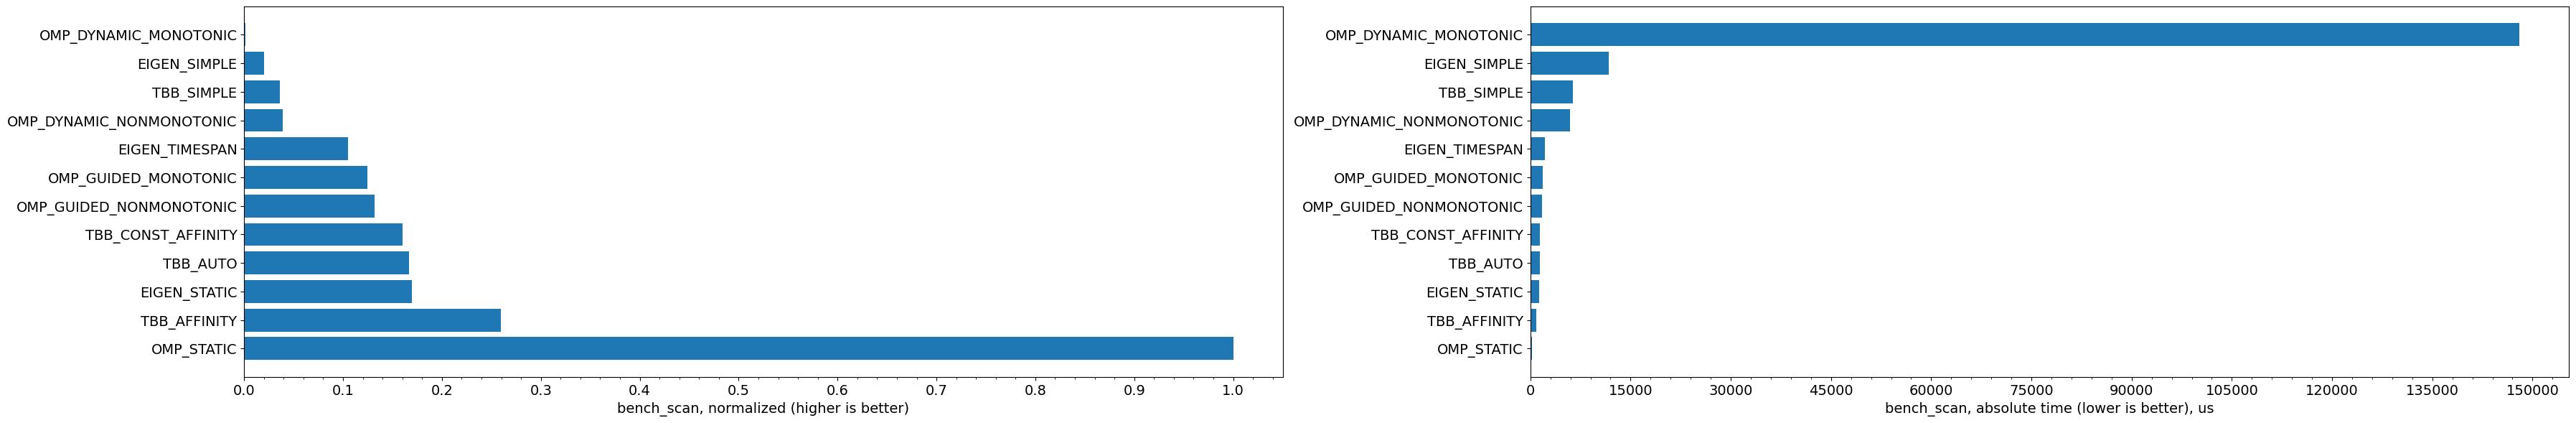 OMP_DYNAMIC_MONOTONIC
EIGEN_SIMPLE
TBB_SIMPLE
OMP_DYNAMIC_NONMONOTONIC
EIGEN_TIMESPAN
OMP_GUIDED_MONOTONIC
OMP_GUIDED_NONMONOTONIC
TBB_CONST_AFFINITY
TBB_AUTO
EIGEN_STATIC
TBB_AFFINITY
OMP_STATIC
0.0 0.1 0.2 0.3 0.4 0.5 0.6 0.7 0.8 0.9 1.0
bench_scan, normalized (higher is better)
OMP_DYNAMIC_MONOTONIC
EIGEN_SIMPLE
TBB_SIMPLE
OMP_DYNAMIC_NONMONOTONIC
EIGEN_TIMESPAN
OMP_GUIDED_MONOTONIC
OMP_GUIDED_NONMONOTONIC
TBB_CONST_AFFINITY
TBB_AUTO
EIGEN_STATIC
TBB_AFFINITY
OMP_STATIC
0 15000 30000 45000 60000 75000 90000 105000 120000 135000 150000
bench_scan, absolute time (lower is better), us